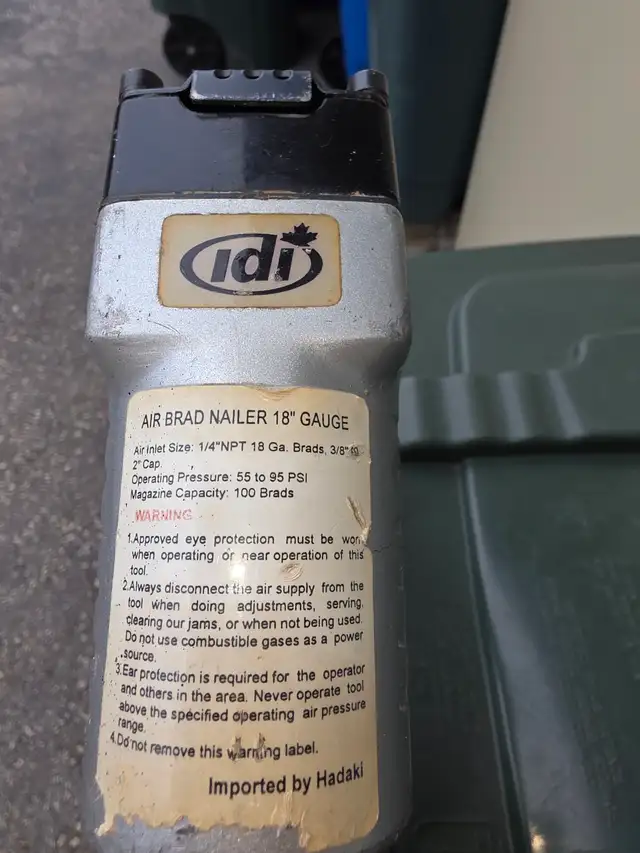 idi
AIR BRAD NAILER 18" GAUGE
Air Inlet Size: 1/4"NPT 18 Ga. Brads, 3/8" to
2" Cap.
Operating Pressure: 55 to 95 PSI
Magazine Capacity: 100 Brads
WARNING
1.Approved eye protection must be worn
when operating or near operation of this
tool.
2.Always disconnect the air supply from the
tool when doing adjustments, serving,
clearing our jams, or when not being used.
Do not use combustible gases as a power
source.
3.Ear protection is required for the operator
and others in the area. Never operate tool
above the specified operating air pressure
range.
4.Do not remove this warning label.
Imported by Hadaki